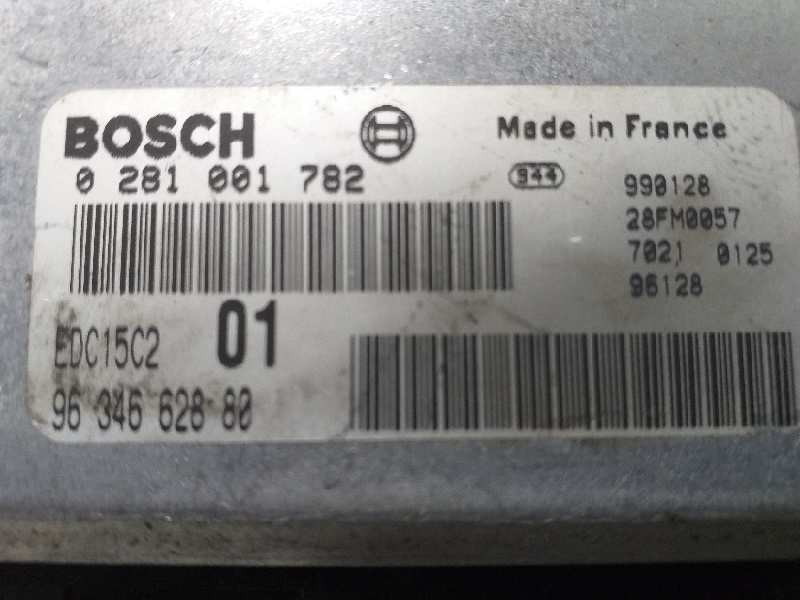 BOSCH
Made in France
0 281 001 782
944
990128
28FM0057
7021 0125
96128
EDC15C2 01
96 346 628 80